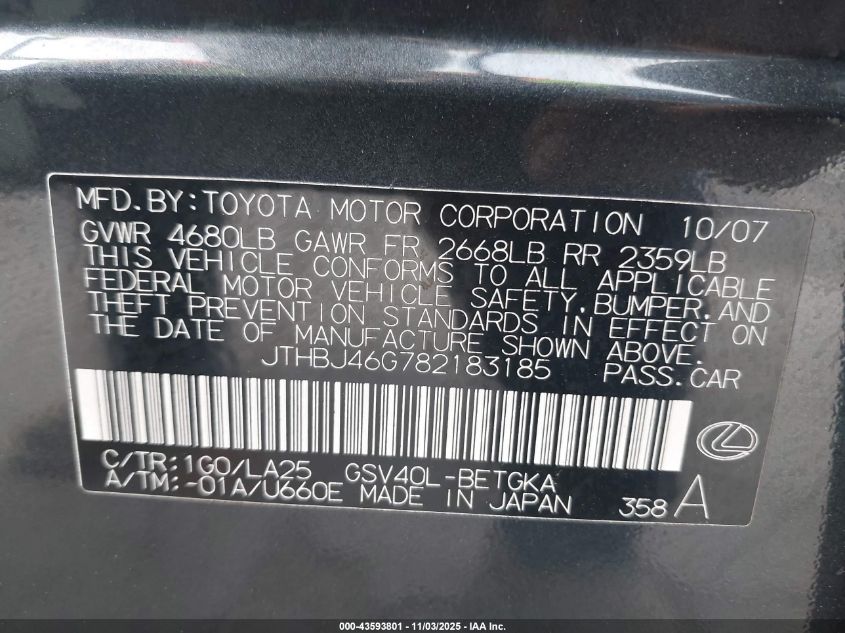 MFD.BY:TOYOTA MOTOR CORPORATION 10/07
GVWR 4680LB GAWR FR 2668LB RR 2359LB
THIS VEHICLE CONFORMS TO ALL APPLICABLE
FEDERAL MOTOR VEHICLE SAFETY,BUMPER,AND
THEFT PREVENTION STANDARDS IN EFFECT ON
THE DATE OF MANUFACTURE SHOWN ABOVE.
JTHBJ46G782183185 PASS.CAR
C/TR:1G0/LA25 GSV40L-BETGKA
A/TM:-01A/U660E MADE IN JAPAN 358 A
000-43593801 - 11/03/2025 - IAA Inc.